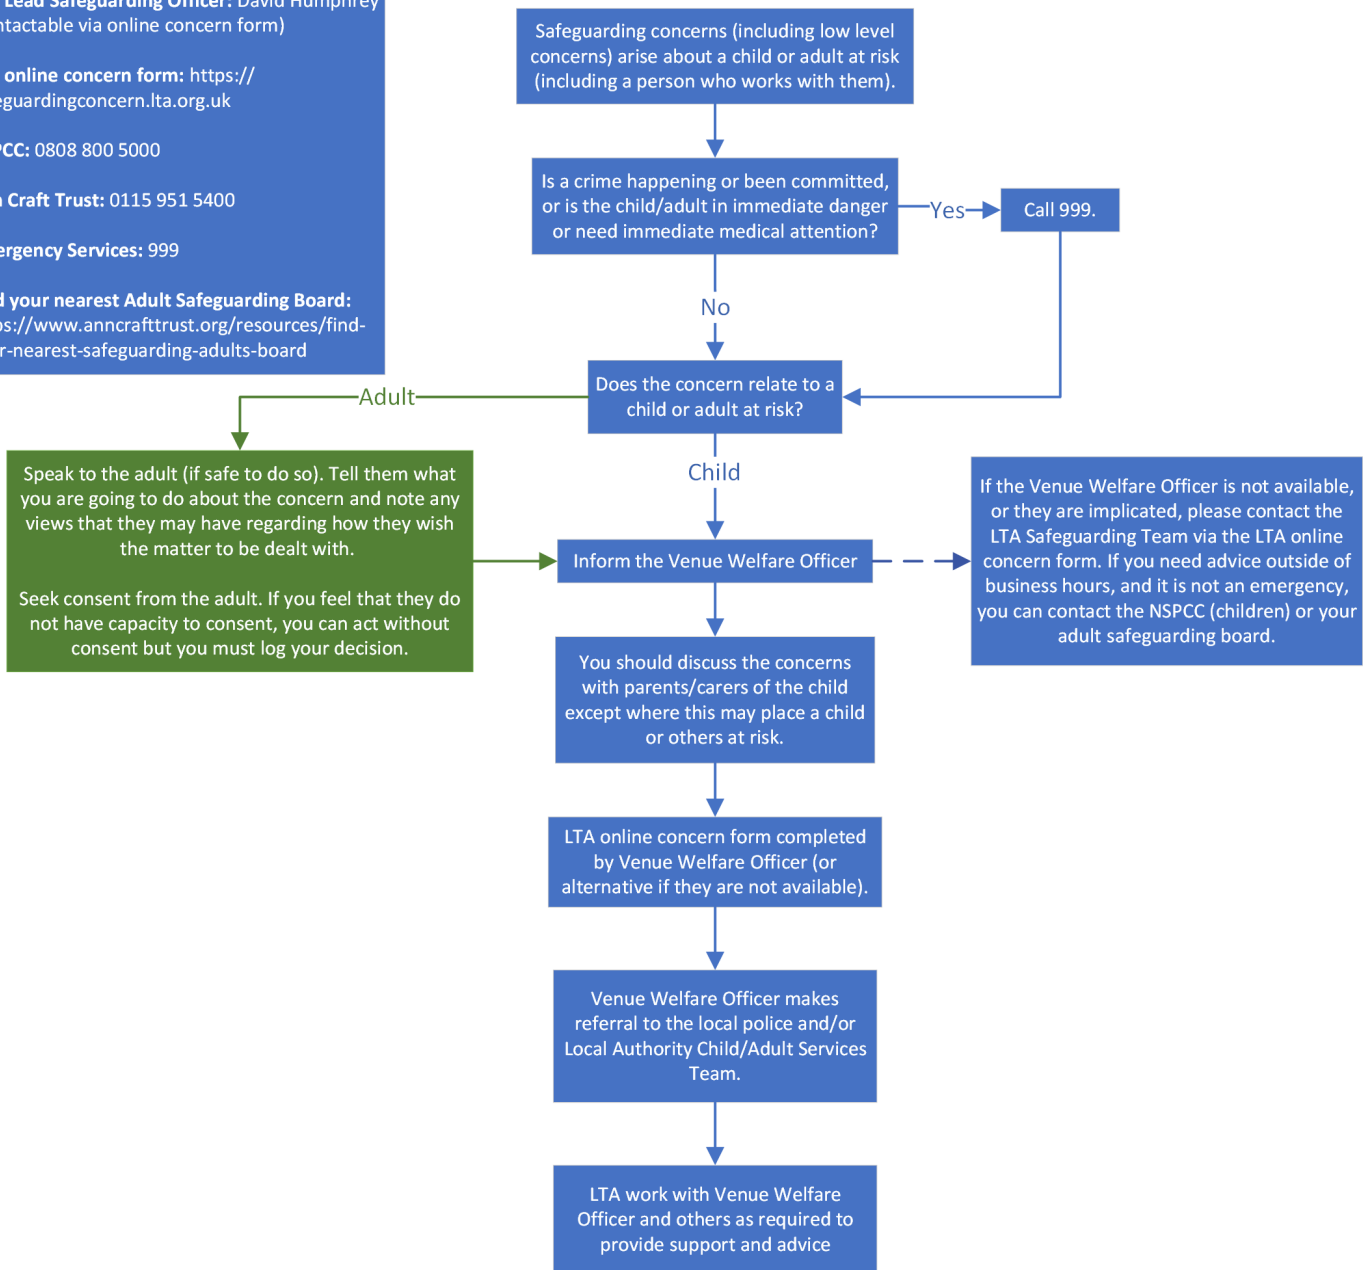 Lead Safeguarding Officer: David Humphrey
ntactable via online concern form)
online concern form: https://
eguardingconcern.lta.org.uk
PCC: 0808 800 5000
Craft Trust: 0115 951 5400
ergency Services: 999
d your nearest Adult Safeguarding Board:
ps://www.anncrafttrust.org/resources/find-
r-nearest-safeguarding-adults-board
Safeguarding concerns (including low level
concerns) arise about a child or adult at risk
(including a person who works with them).
Is a crime happening or been committed,
or is the child/adult in immediate danger
or need immediate medical attention?
Yes
Call 999.
No
Does the concern relate to a
child or adult at risk?
Adult
Child
Speak to the adult (if safe to do so). Tell them what
you are going to do about the concern and note any
views that they may have regarding how they wish
the matter to be dealt with.
Seek consent from the adult. If you feel that they do
not have capacity to consent, you can act without
consent but you must log your decision.
Inform the Venue Welfare Officer
If the Venue Welfare Officer is not available,
or they are implicated, please contact the
LTA Safeguarding Team via the LTA online
concern form. If you need advice outside of
business hours, and it is not an emergency,
you can contact the NSPCC (children) or your
adult safeguarding board.
You should discuss the concerns
with parents/carers of the child
except where this may place a child
or others at risk.
LTA online concern form completed
by Venue Welfare Officer (or
alternative if they are not available).
Venue Welfare Officer makes
referral to the local police and/or
Local Authority Child/Adult Services
Team.
LTA work with Venue Welfare
Officer and others as required to
provide support and advice